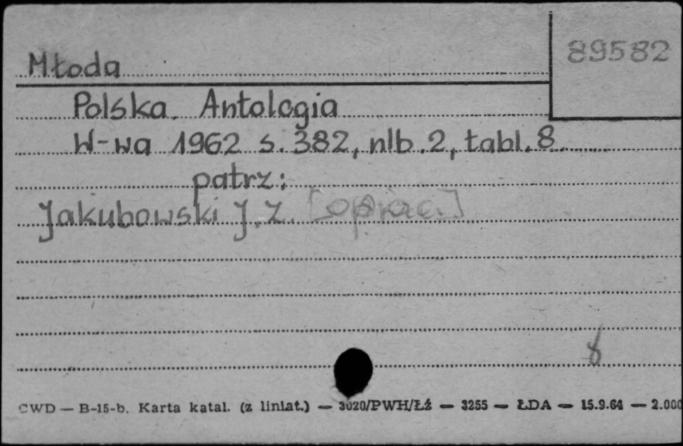 89582
Młoda
Polska. Antologia
W-wa 1962 s. 382, nlb. 2, tabl. 8
patrz:
Jakubowski J. Z. [oprac.]
CWD — B-15-b. Karta katal. (z liniat.) — 3020/PWH/Łź — 3255 — ŁDA — 15.9.64 — 2.000